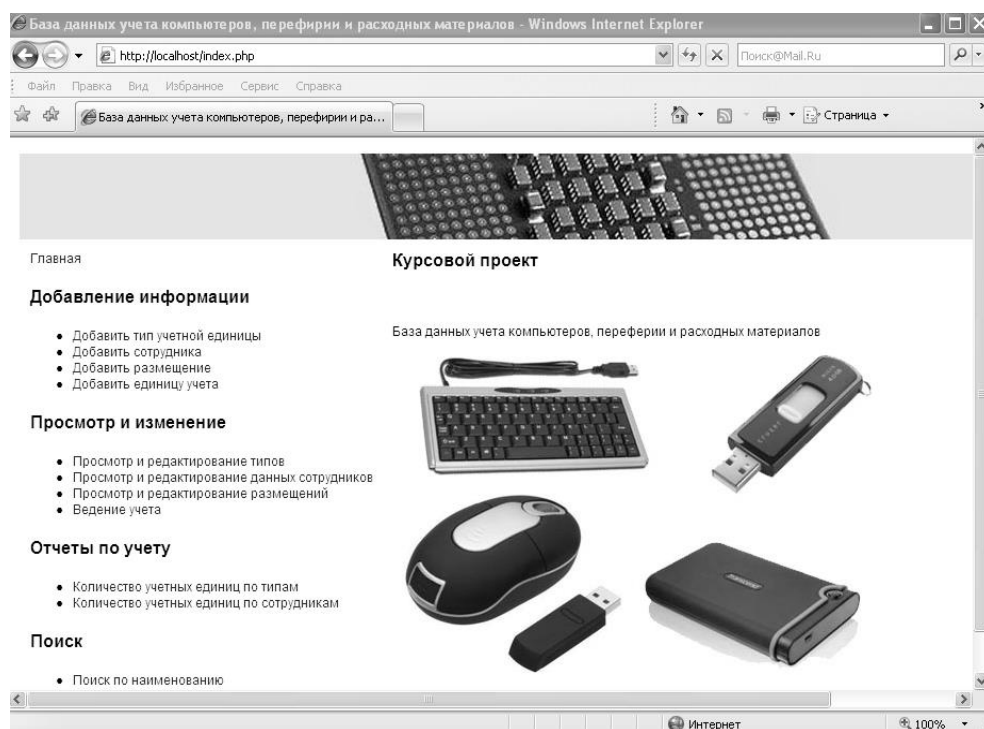 База данных учета компьютеров, перефирии и расходных материалов - Windows Internet Explorer
http://localhost/index.php
Поиск@Mail.Ru
Файл Правка Вид Избранное Сервис Справка
База данных учета компьютеров, перефирии и ра...
Страница
Главная
Добавление информации
Добавить тип учетной единицы
Добавить сотрудника
Добавить размещение
Добавить единицу учета
Просмотр и изменение
Просмотр и редактирование типов
Просмотр и редактирование данных сотрудников
Просмотр и редактирование размещений
Ведение учета
Отчеты по учету
Количество учетных единиц по типам
Количество учетных единиц по сотрудникам
Поиск
Поиск по наименованию
Курсовой проект
База данных учета компьютеров, переферии и расходных материалов
Интернет
100%